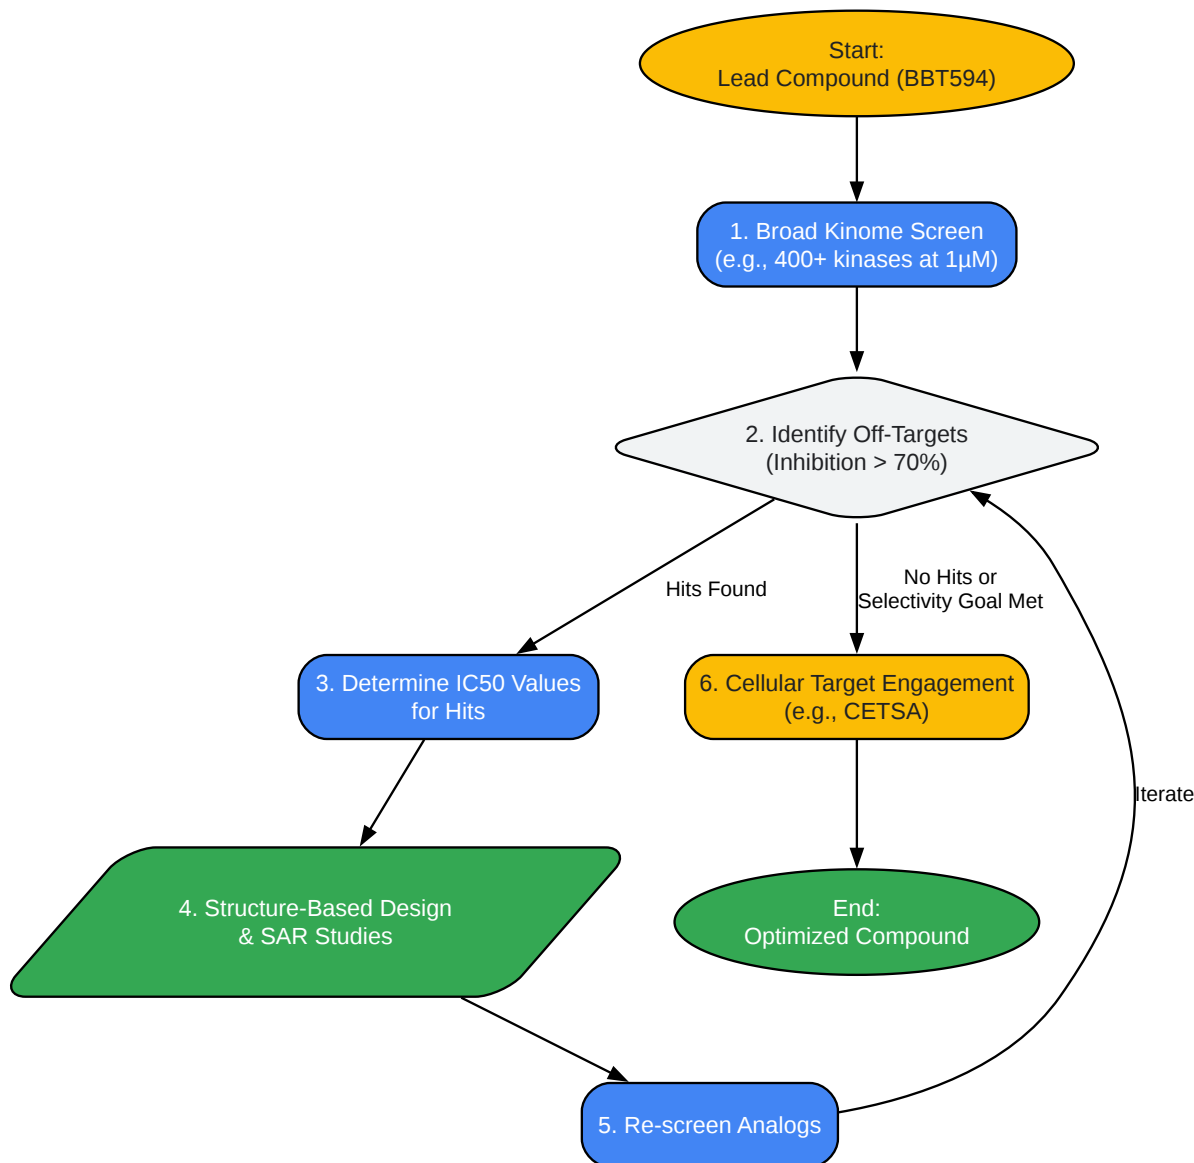 Start:
Lead Compound (BBT594)
1. Broad Kinome Screen
(e.g., 400+ kinases at 1µM)
2. Identify Off-Targets
(Inhibition > 70%)
Hits Found
No Hits or
Selectivity Goal Met
3. Determine IC50 Values
for Hits
6. Cellular Target Engagement
(e.g., CETSA)
Iterate
4. Structure-Based Design
& SAR Studies
End:
Optimized Compound
5. Re-screen Analogs